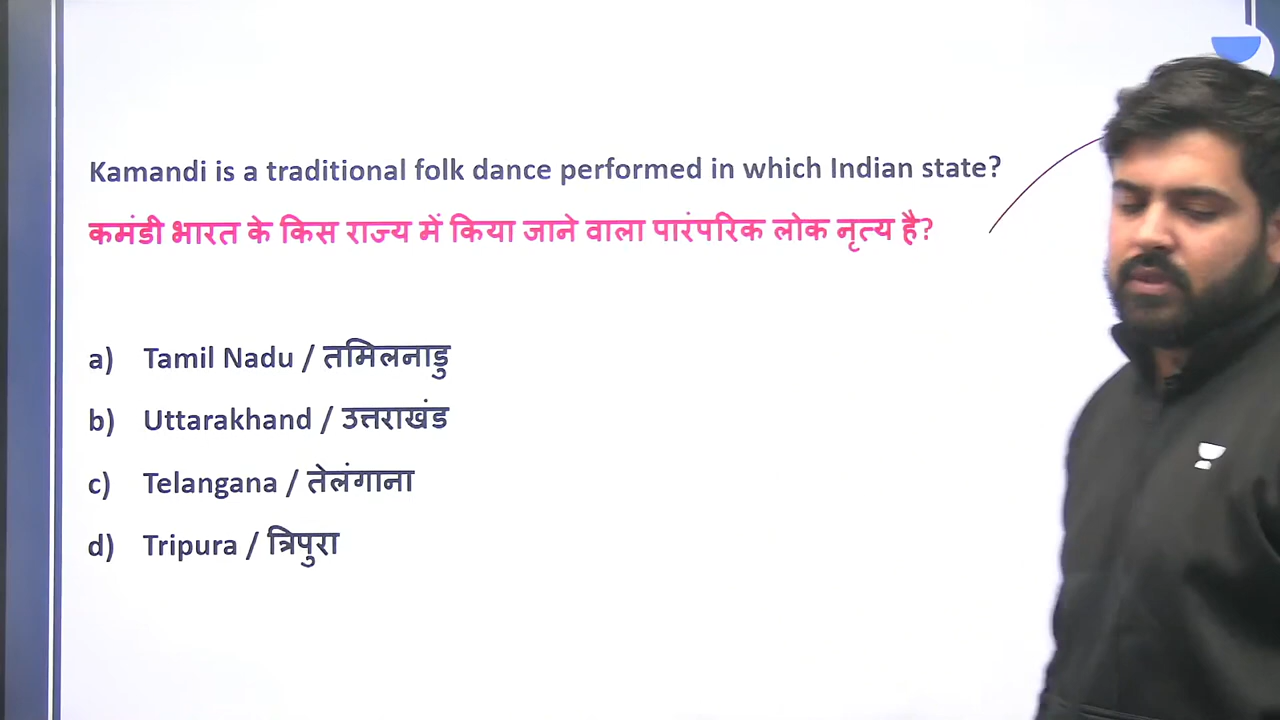 Kamandi is a traditional folk dance performed in which Indian state?
कमंडी भारत के किस राज्य में किया जाने वाला पारंपरिक लोक नृत्य है?
a) Tamil Nadu / तमिलनाडु
b) Uttarakhand / उत्तराखंड
c) Telangana / तेलंगाना
d) Tripura / त्रिपुरा